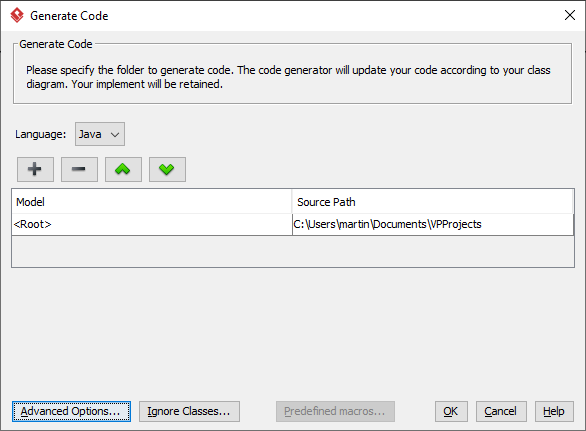 Generate Code
Generate Code
Please specify the folder to generate code. The code generator will update your code according to your class
diagram. Your implement will be retained.
Language: Java
Model Source Path
<Root> C:\Users\martin\Documents\VPProjects
Advanced Options... Ignore Classes... Predefined macros... OK Cancel Help